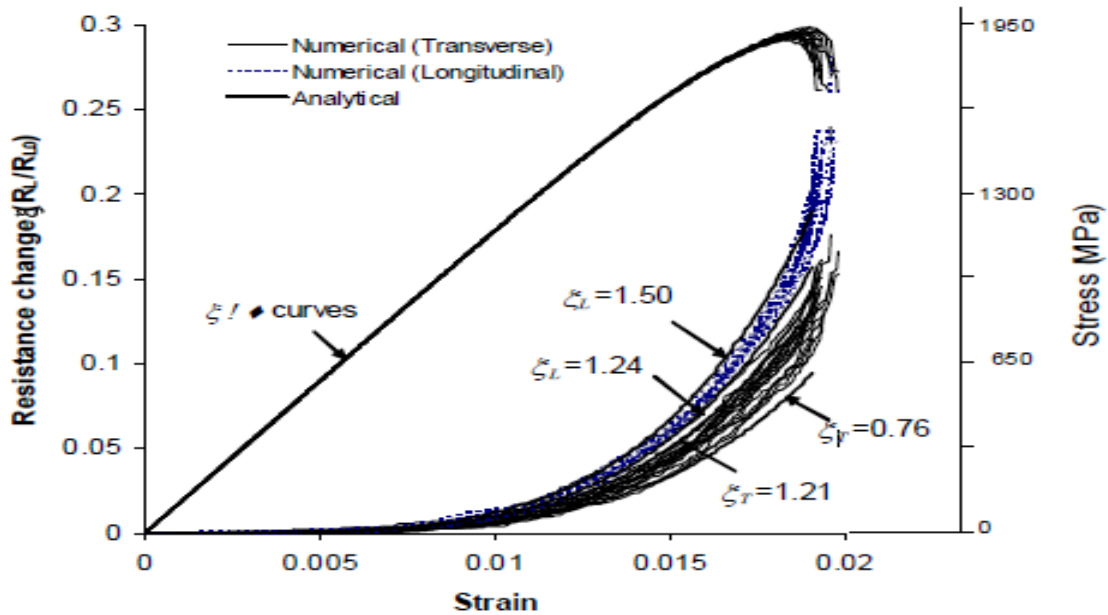 0.3
0.25
0.2
0.15
0.1
0.05
0
Numerical (Transverse)
Numerical (Longitudinal)
Analytical
1950
1300
650
0
ξ ! ♦ curves
ξL=1.50
ξL=1.24
ξT=0.76
ξT=1.21
0
0.005
0.01
0.015
0.02
Strain
Resistance change
Stress (MPa)